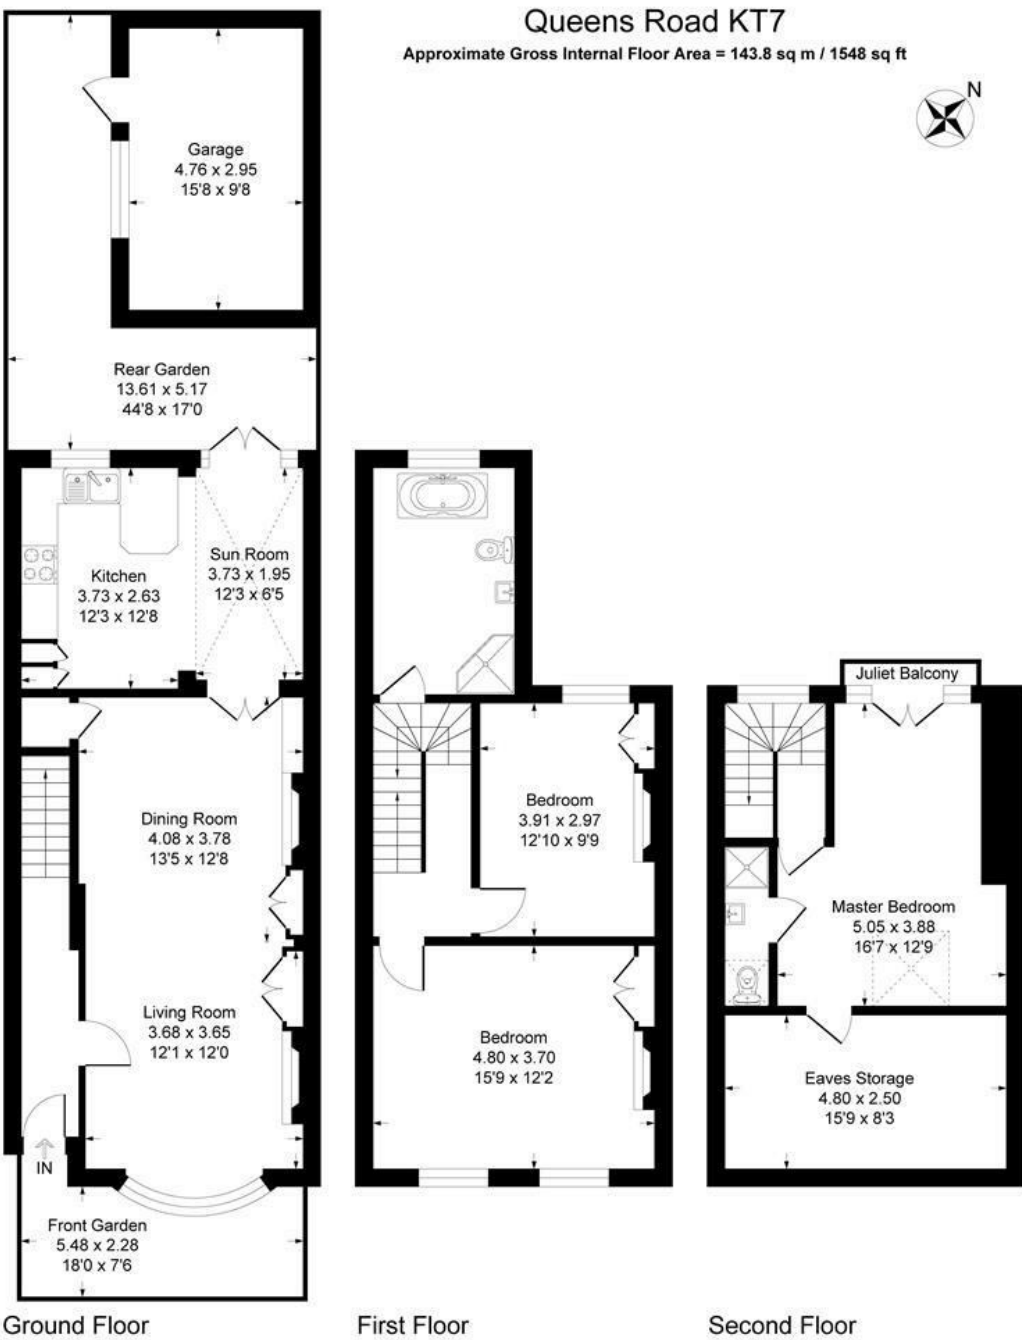 Queens Road KT7
Approximate Gross Internal Floor Area = 143.8 sq m / 1548 sq ft
N
Garage
4.76 x 2.95
15'8 x 9'8
Rear Garden
13.61 x 5.17
44'8 x 17'0
Kitchen
3.73 x 2.63
12'3 x 12'8
Sun Room
3.73 x 1.95
12'3 x 6'5
Dining Room
4.08 x 3.78
13'5 x 12'8
Living Room
3.68 x 3.65
12'1 x 12'0
IN
Front Garden
5.48 x 2.28
18'0 x 7'6
Ground Floor
Bedroom
3.91 x 2.97
12'10 x 9'9
Bedroom
4.80 x 3.70
15'9 x 12'2
First Floor
Juliet Balcony
Master Bedroom
5.05 x 3.88
16'7 x 12'9
Eaves Storage
4.80 x 2.50
15'9 x 8'3
Second Floor